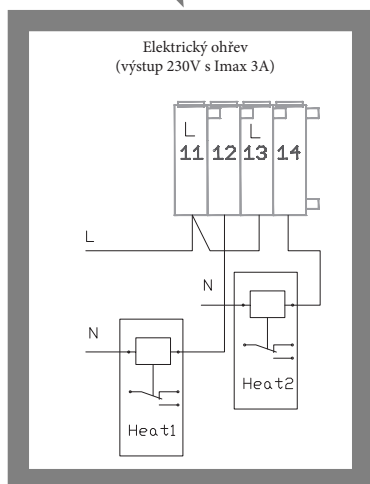 Elektrický ohřev
(výstup 230V s Imax 3A)
L L
11 12 13 14
L
N
N
Heat2
Heat1